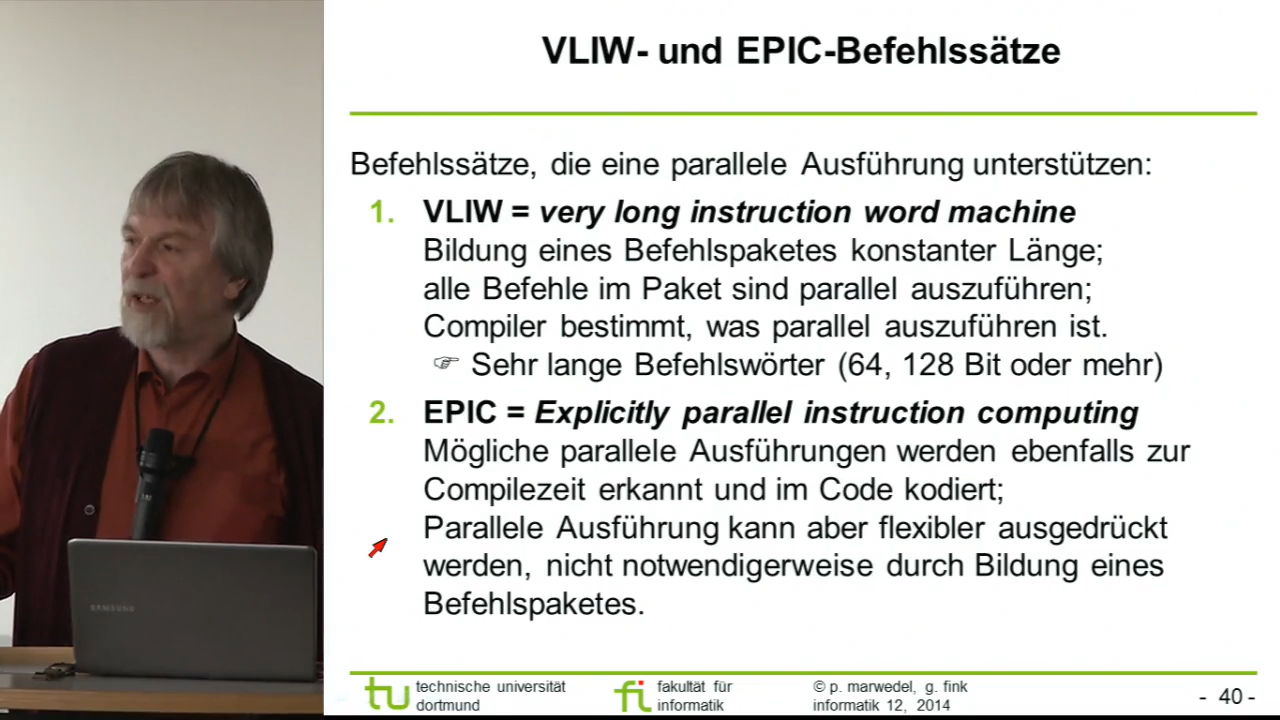 VLIW- und EPIC-Befehlssätze
Befehlssätze, die eine parallele Ausführung unterstützen:
1. VLIW = very long instruction word machine
Bildung eines Befehlspaketes konstanter Länge;
alle Befehle im Paket sind parallel auszuführen;
Compiler bestimmt, was parallel auszuführen ist.
☞ Sehr lange Befehlswörter (64, 128 Bit oder mehr)
2. EPIC = Explicitly parallel instruction computing
Mögliche parallele Ausführungen werden ebenfalls zur
Compilezeit erkannt und im Code kodiert;
Parallele Ausführung kann aber flexibler ausgedrückt
werden, nicht notwendigerweise durch Bildung eines
Befehlspaketes.
SAMSUNG
tu technische universität
dortmund
fi fakultät für
informatik
© p. marwedel, g. fink
informatik 12, 2014
- 40 -